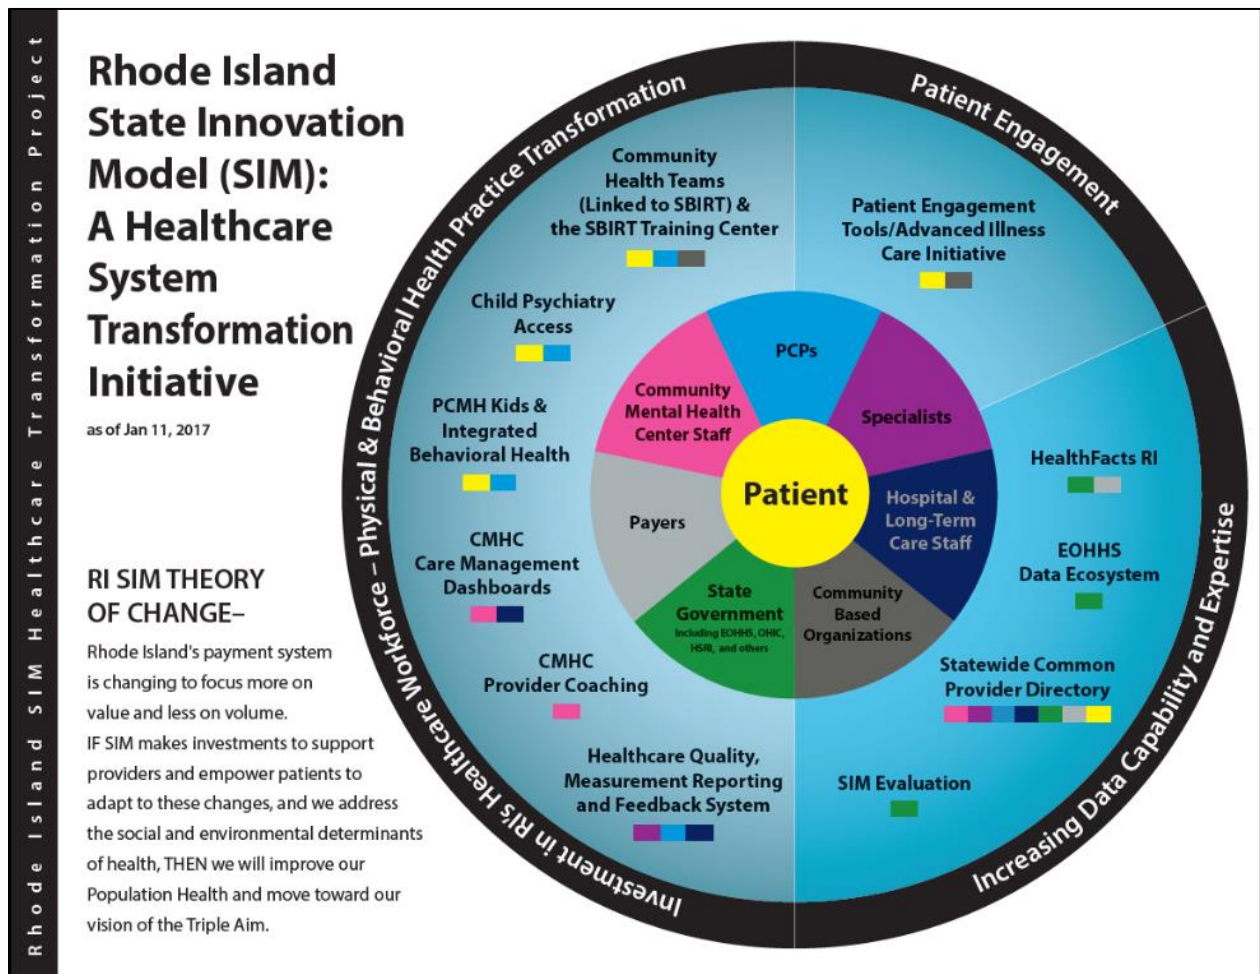 Rhode Island SIM Healthcare Transformation Project
Rhode Island
State Innovation
Model (SIM):
A Healthcare
System
Transformation
Initiative
as of Jan 11, 2017
RI SIM THEORY
OF CHANGE–
Rhode Island's payment system
is changing to focus more on
value and less on volume.
IF SIM makes investments to support
providers and empower patients to
adapt to these changes, and we address
the social and environmental determinants
of health, THEN we will improve our
Population Health and move toward our
vision of the Triple Aim.
Investment in RI's Healthcare Workforce – Physical & Behavioral Health Practice Transformation
Community
Health Teams
(Linked to SBIRT) &
the SBIRT Training Center
Child Psychiatry
Access
PCMH Kids &
Integrated
Behavioral Health
CMHC
Care Management
Dashboards
CMHC
Provider Coaching
Healthcare Quality,
Measurement Reporting
and Feedback System
Patient Engagement
Patient Engagement
Tools/Advanced Illness
Care Initiative
Increasing Data Capability and Expertise
HealthFacts RI
EOHHS
Data Ecosystem
Statewide Common
Provider Directory
SIM Evaluation
PCPs
Specialists
Hospital &
Long-Term
Care Staff
Community
Based
Organizations
State
Government
Including EOHHS, OHIC,
HSRI, and others
Payers
Community
Mental Health
Center Staff
Patient